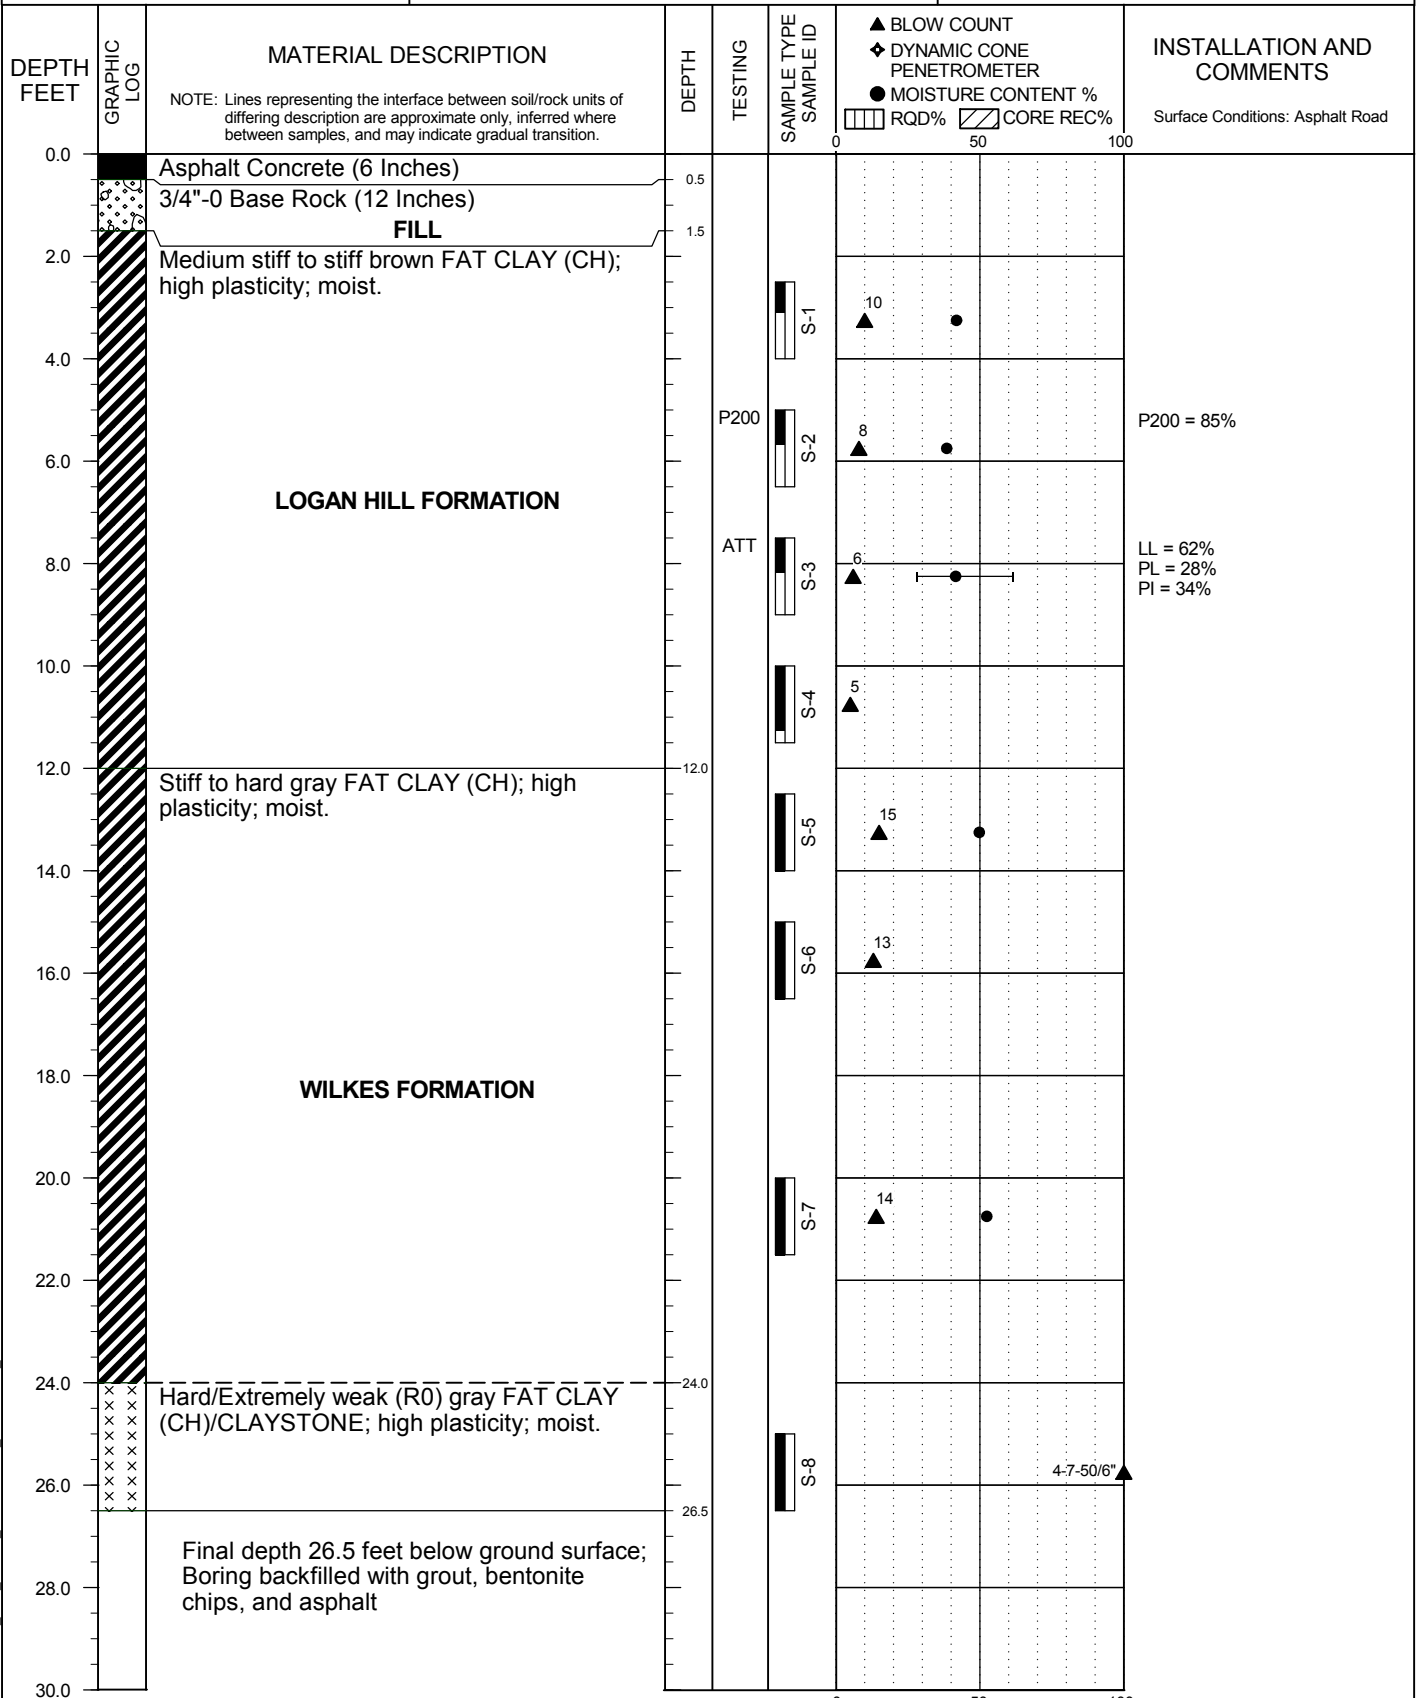 DEPTH
FEET
GRAPHIC
LOG
MATERIAL DESCRIPTION
NOTE: Lines representing the interface between soil/rock units of
differing description are approximate only, inferred where
between samples, and may indicate gradual transition.
DEPTH
TESTING
SAMPLE TYPE
SAMPLE ID
▲ BLOW COUNT
DYNAMIC CONE
PENETROMETER
● MOISTURE CONTENT %
RQD% CORE REC%
0 50 100
INSTALLATION AND
COMMENTS
Surface Conditions: Asphalt Road
0.0
Asphalt Concrete (6 Inches)
0.5
3/4"-0 Base Rock (12 Inches)
FILL
1.5
2.0
Medium stiff to stiff brown FAT CLAY (CH);
high plasticity; moist.
S-1
10
4.0
P200
S-2
8
P200 = 85%
6.0
LOGAN HILL FORMATION
ATT
S-3
6
LL = 62%
PL = 28%
PI = 34%
8.0
10.0
S-4
5
12.0
12.0
Stiff to hard gray FAT CLAY (CH); high
plasticity; moist.
S-5
15
14.0
S-6
13
16.0
18.0
WILKES FORMATION
20.0
S-7
14
22.0
24.0
24.0
Hard/Extremely weak (R0) gray FAT CLAY
(CH)/CLAYSTONE; high plasticity; moist.
S-8
4-7-50/6"
26.0
26.5
Final depth 26.5 feet below ground surface;
Boring backfilled with grout, bentonite
chips, and asphalt
28.0
30.0